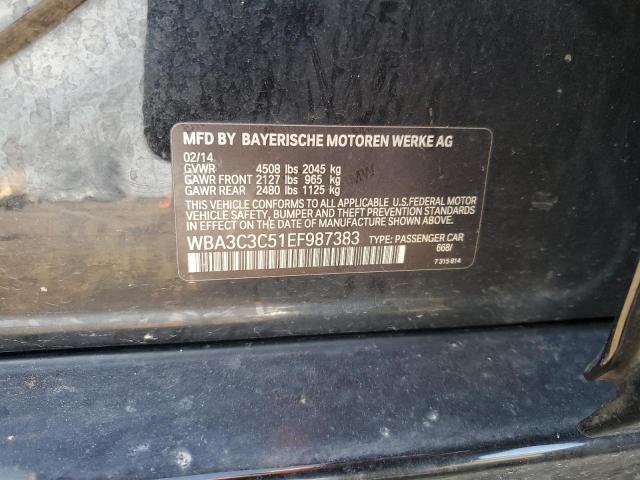 MFD BY BAYERISCHE MOTOREN WERKE AG
02/14
GVWR 4508 lbs 2045 kg
GAWR FRONT 2127 lbs 965 kg
GAWR REAR 2480 lbs 1125 kg
THIS VEHICLE CONFORMS TO ALL APPLICABLE U.S.FEDERAL MOTOR
VEHICLE SAFETY, BUMPER AND THEFT PREVENTION STANDARDS
IN EFFECT ON THE DATE OF MANUFACTURE SHOWN ABOVE.
WBA3C3C51EF987383 TYPE: PASSENGER CAR
668/
7 315 814